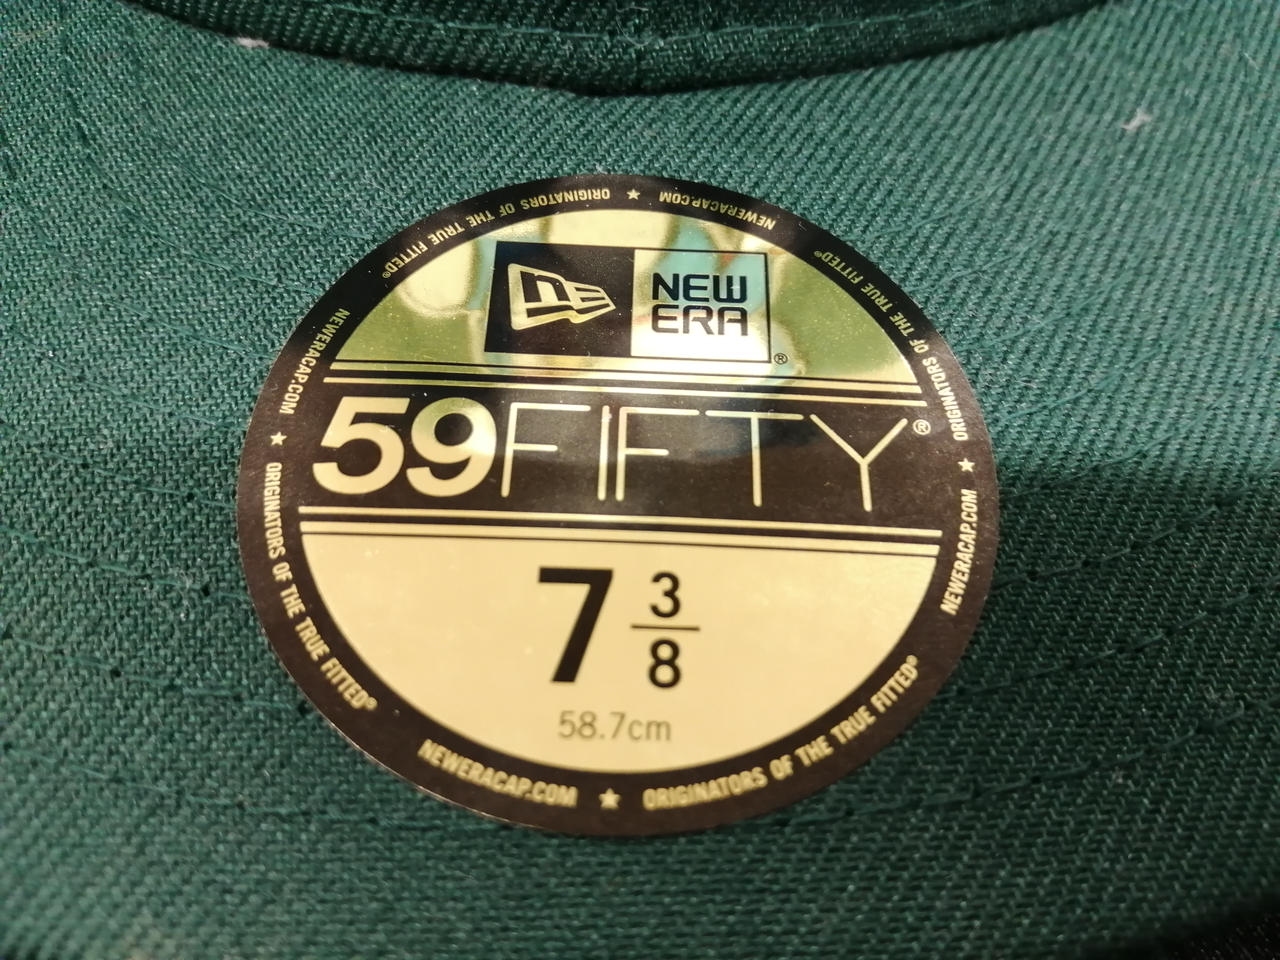 NEW
ERA®
59FIFTY®
7 3/8
58.7cm
NEWERACAP.COM ★ ORIGINATORS OF THE TRUE FITTED®
NEWERACAP.COM ★ ORIGINATORS OF THE TRUE FITTED®
NEWERACAP.COM ★ ORIGINATORS OF THE TRUE FITTED®
NEWERACAP.COM ★ ORIGINATORS OF THE TRUE FITTED®